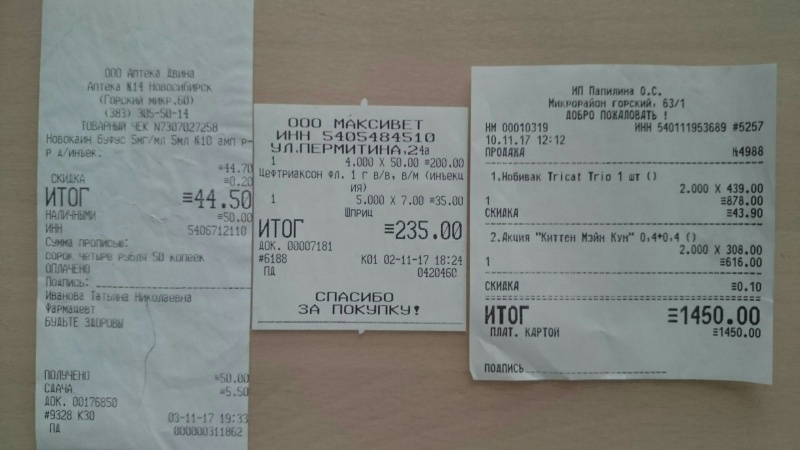 ООО Аптека Двина
Аптека №14 Новосибирск
(Горский микр,60)
(383) 305-50-14
ТОВАРНЫЙ ЧЕК №7307027258
Новокаин буфус 5мг/мл 5мл №10 амп р-
р д/инъек.
≡44.70
СКИДКА ≡0.20
ИТОГ ≡44.50
НАЛИЧНЫМИ ≡50.00
ИНН 5406712110
Сумма прописью:
сорок четыре рубля 50 копеек
ОПЛАЧЕНО
Подпись:
Иванова Татьяна Николаевна
Фармацевт
БУДЬТЕ ЗДОРОВЫ
ПОЛУЧЕНО ≡50.00
СДАЧА ≡5.50
ДОК. 00176850
#9328 К30 03-11-17 19:33
ПД 000000311862
ООО МАКСИВЕТ
ИНН 5405484510
УЛ.ПЕРМИТИНА,24а
1 4.000 X 50.00 ≡200.00
Цефтриаксон Фл. 1 г В/В, В/М (инъекц
ия)
1 5.000 X 7.00 ≡35.00
Шприц
ИТОГ ≡235.00
ДОК. 00007181
#6188 К01 02-11-17 18:24
ПД 042046
СПАСИБО
ЗА ПОКУПКУ!
ИП Папилина О.С.
Микрорайон горский, 63/1
ДОБРО ПОЖАЛОВАТЬ !
НМ 00010319 ИНН 540111953689 #5257
10.11.17 12:12
ПРОДАЖА №4988
1.Нобивак Tricat Trio 1 шт ()
2.000 X 439.00
1 ≡878.00
СКИДКА ≡43.90
2.Акция "Киттен Мэйн Кун" 0,4+0,4 ()
2.000 X 308.00
1 ≡616.00
СКИДКА ≡0.10
ИТОГ ≡1450.00
ПЛАТ. КАРТОЙ ≡1450.00
ПОДПИСЬ